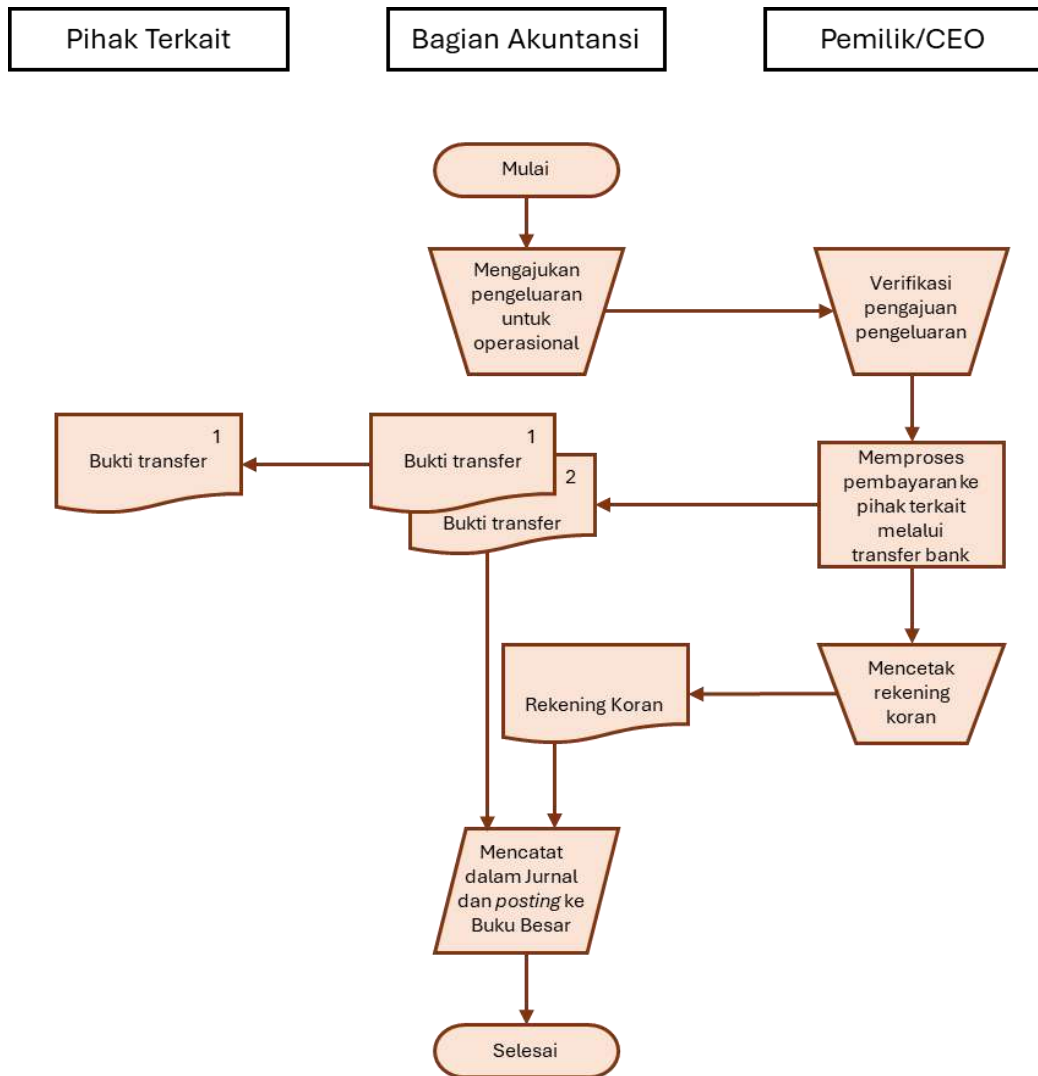 Pihak Terkait
Bagian Akuntansi
Pemilik/CEO
Mulai
Mengajukan
pengeluaran
untuk
operasional
Verifikasi
pengajuan
pengeluaran
1
Bukti transfer
1
Bukti transfer
2
Bukti transfer
Memproses
pembayaran ke
pihak terkait
melalui
transfer bank
Rekening Koran
Mencetak
rekening
koran
Mencatat
dalam Jurnal
dan posting ke
Buku Besar
Selesai